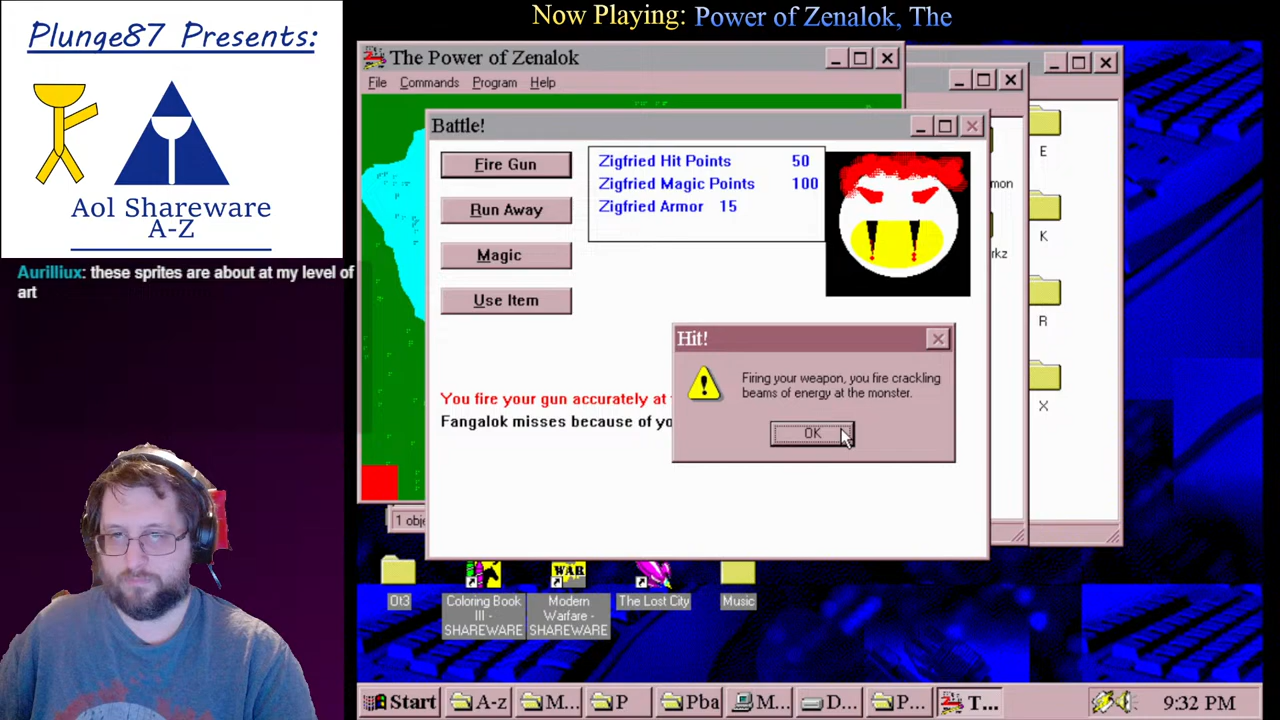 Plunge87 Presents:
Aol Shareware
A-Z
Aurilliux: these sprites are about at my level of
art
Now Playing: Power of Zenalok, The
The Power of Zenalok
File Commands Program Help
Battle!
Fire Gun
Run Away
Magic
Use Item
Zigfried Hit Points 50
Zigfried Magic Points 100
Zigfried Armor 15
Hit!
Firing your weapon, you fire crackling
beams of energy at the monster.
OK
You fire your gun accurately at
Fangalok misses because of yo
E
K
R
X
mon
rkz
1 obje
Ot3
Coloring Book
III -
SHAREWARE
WAR
Modern
Warfare -
SHAREWARE
The Lost City
Music
Start
A-z
M...
P
Pba
M...
D...
P...
T...
9:32 PM